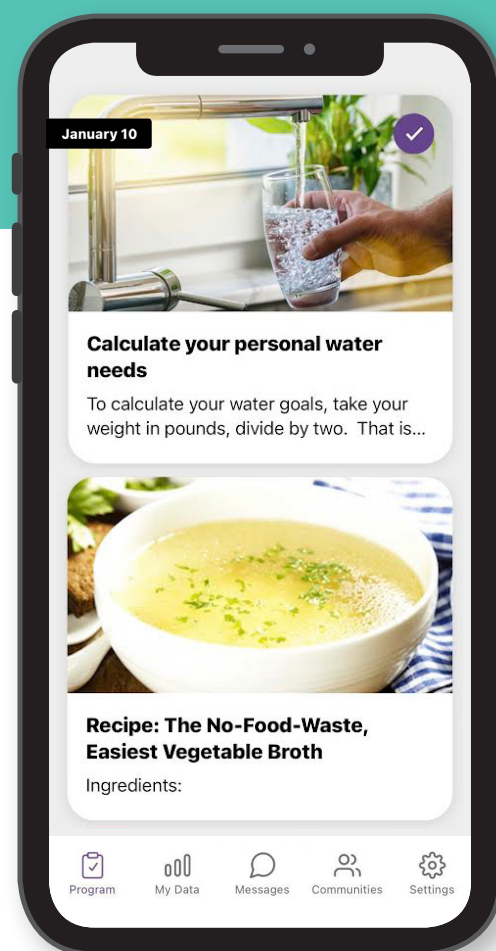 January 10
Calculate your personal water
needs
To calculate your water goals, take your
weight in pounds, divide by two.  That is...
Recipe: The No-Food-Waste,
Easiest Vegetable Broth
Ingredients:
Program
My Data
Messages
Communities
Settings